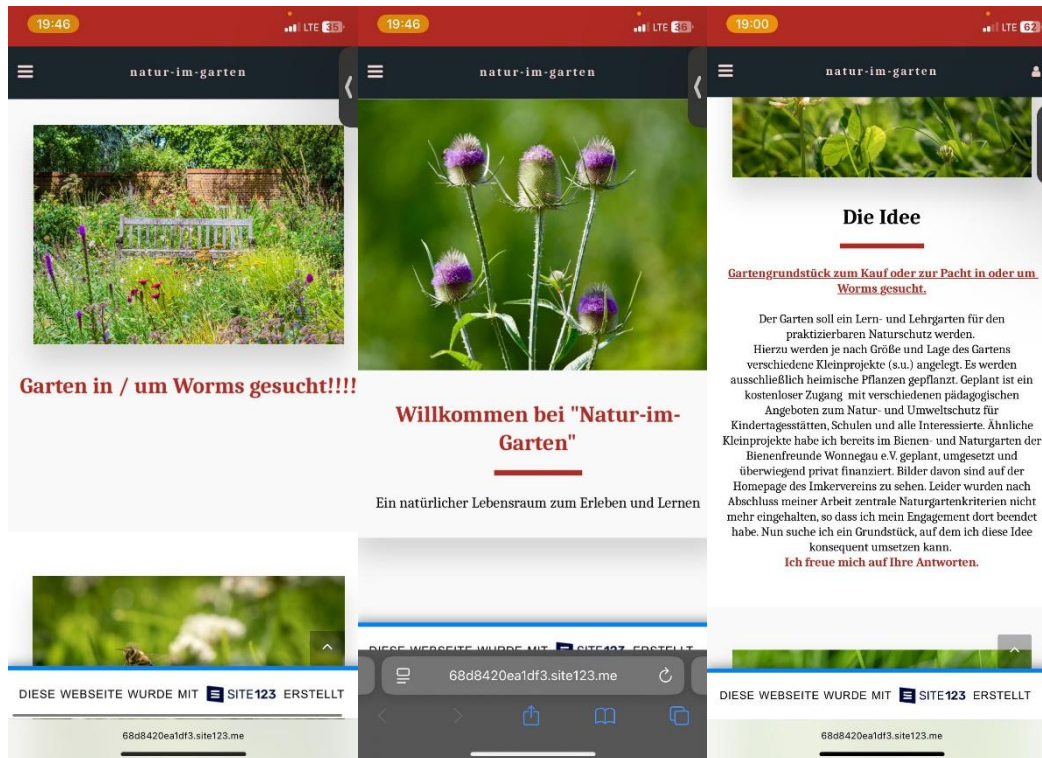 19:46
LTE 35
natur-im-garten
Garten in / um Worms gesucht!!!!
DIESE WEBSEITE WURDE MIT SITE123 ERSTELLT
68d8420ea1df3.site123.me
19:46
LTE 36
natur-im-garten
Willkommen bei "Natur-im-
Garten"
Ein natürlicher Lebensraum zum Erleben und Lernen
DIESE WEBSEITE WURDE MIT SITE123 ERSTELLT
68d8420ea1df3.site123.me
19:00
LTE 62
natur-im-garten
Die Idee
Gartengrundstück zum Kauf oder zur Pacht in oder um
Worms gesucht.
Der Garten soll ein Lern- und Lehrgarten für den
praktizierbaren Naturschutz werden.
Hierzu werden je nach Größe und Lage des Gartens
verschiedene Kleinprojekte (s.u.) angelegt. Es werden
ausschließlich heimische Pflanzen gepflanzt. Geplant ist ein
kostenloser Zugang mit verschiedenen pädagogischen
Angeboten zum Natur- und Umweltschutz für
Kindertagesstätten, Schulen und alle Interessierte. Ähnliche
Kleinprojekte habe ich bereits im Bienen- und Naturgarten der
Bienenfreunde Wonnegau e.V. geplant, umgesetzt und
überwiegend privat finanziert. Bilder davon sind auf der
Homepage des Imkervereins zu sehen. Leider wurden nach
Abschluss meiner Arbeit zentrale Naturgartenkriterien nicht
mehr eingehalten, so dass ich mein Engagement dort beendet
habe. Nun suche ich ein Grundstück, auf dem ich diese Idee
konsequent umsetzen kann.
Ich freue mich auf Ihre Antworten.
DIESE WEBSEITE WURDE MIT SITE123 ERSTELLT
68d8420ea1df3.site123.me